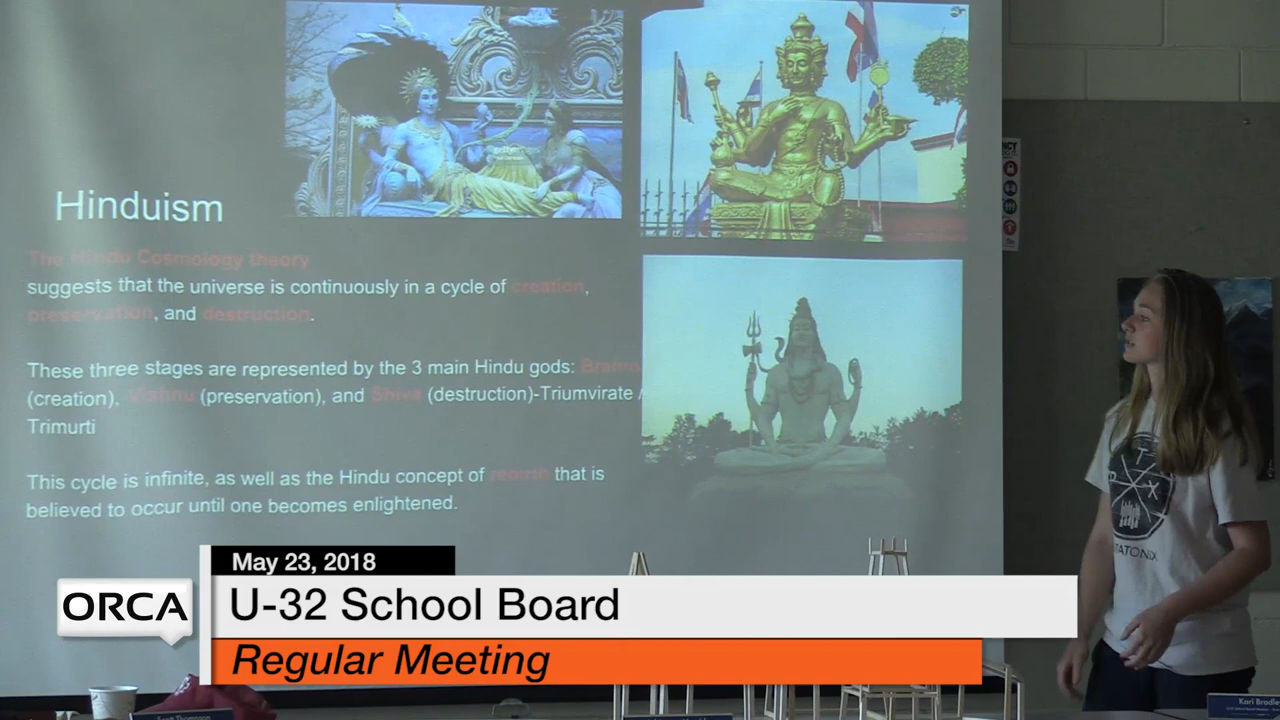 Hinduism
The Hindu Cosmology theory
suggests that the universe is continuously in a cycle of creation,
preservation, and destruction.
These three stages are represented by the 3 main Hindu gods:
(creation), Vishnu (preservation), and Shiva (destruction)-Triumvirate /
Trimurti
This cycle is infinite, as well as the Hindu concept of rebirth that is
believed to occur until one becomes enlightened.
May 23, 2018
ORCA
U-32 School Board
Regular Meeting
PTX
Kari Bradle